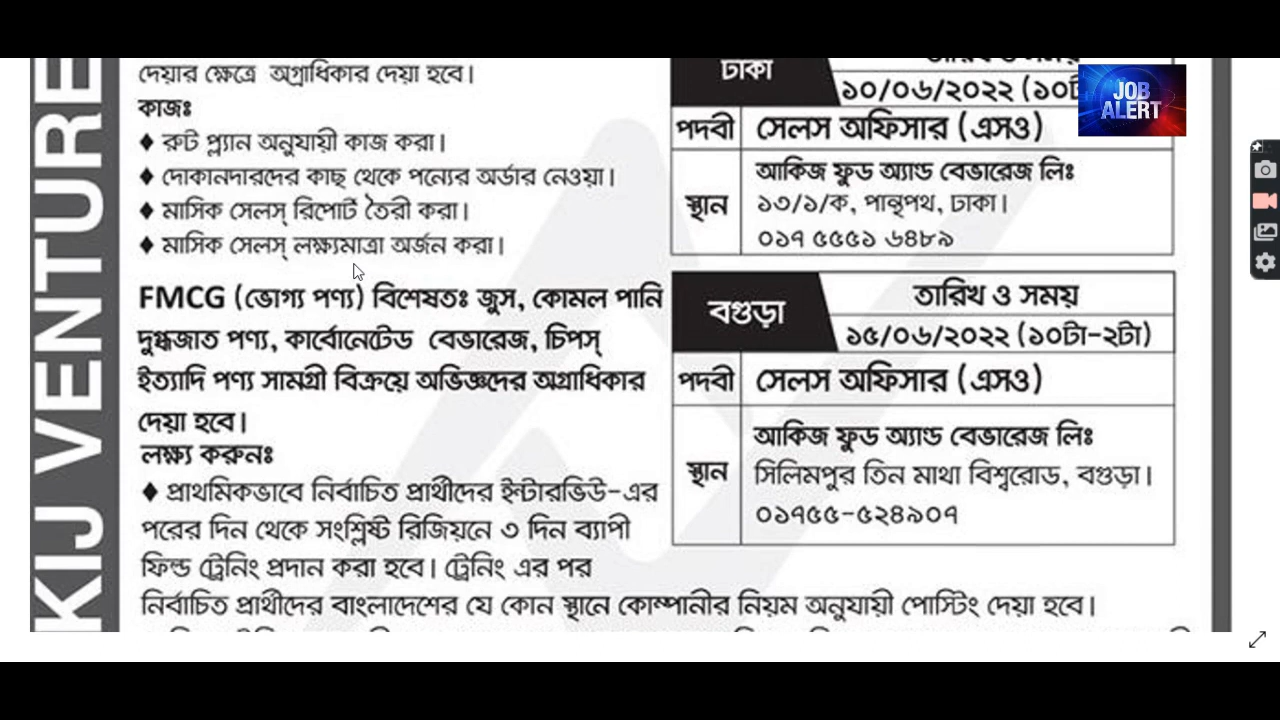 KIJ VENTURE
দেয়ার ক্ষেত্রে অগ্রাধিকার দেয়া হবে।
কাজঃ
♦ রুট প্ল্যান অনুযায়ী কাজ করা।
♦ দোকানদারদের কাছ থেকে পন্যের অর্ডার নেওয়া।
♦ মাসিক সেলস্ রিপোর্ট তৈরী করা।
♦ মাসিক সেলস্ লক্ষ্যমাত্রা অর্জন করা।
FMCG (ভোগ্য পণ্য) বিশেষতঃ জুস, কোমল পানি
দুগ্ধজাত পণ্য, কার্বোনেটেড বেভারেজ, চিপস্
ইত্যাদি পণ্য সামগ্রী বিক্রয়ে অভিজ্ঞদের অগ্রাধিকার
দেয়া হবে।
লক্ষ্য করুনঃ
♦ প্রাথমিকভাবে নির্বাচিত প্রার্থীদের ইন্টারভিউ-এর
পরের দিন থেকে সংশ্লিষ্ট রিজিয়নে ৩ দিন ব্যাপী
ফিল্ড ট্রেনিং প্রদান করা হবে। ট্রেনিং এর পর
নির্বাচিত প্রার্থীদের বাংলাদেশের যে কোন স্থানে কোম্পানীর নিয়ম অনুযায়ী পোস্টিং দেয়া হবে।
ঢাকা
তারিখ ও সময়
১০/০৬/২০২২ (১০টা
পদবী সেলস অফিসার (এসও)
স্থান
আকিজ ফুড অ্যান্ড বেভারেজ লিঃ
১৩/১/ক, পান্থপথ, ঢাকা।
০১৭ ৫৫৫১ ৬৪৮৯
JOB
ALERT
বগুড়া
তারিখ ও সময়
১৫/০৬/২০২২ (১০টা-২টা)
পদবী সেলস অফিসার (এসও)
স্থান
আকিজ ফুড অ্যান্ড বেভারেজ লিঃ
সিলিমপুর তিন মাথা বিশ্বরোড, বগুড়া।
০১৭৫৫-৫২৪৯০৭